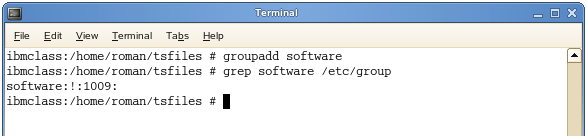 Terminal
File Edit View Terminal Tabs Help
ibmclass:/home/roman/tsfiles # groupadd software
ibmclass:/home/roman/tsfiles # grep software /etc/group
software:!:1009:
ibmclass:/home/roman/tsfiles #